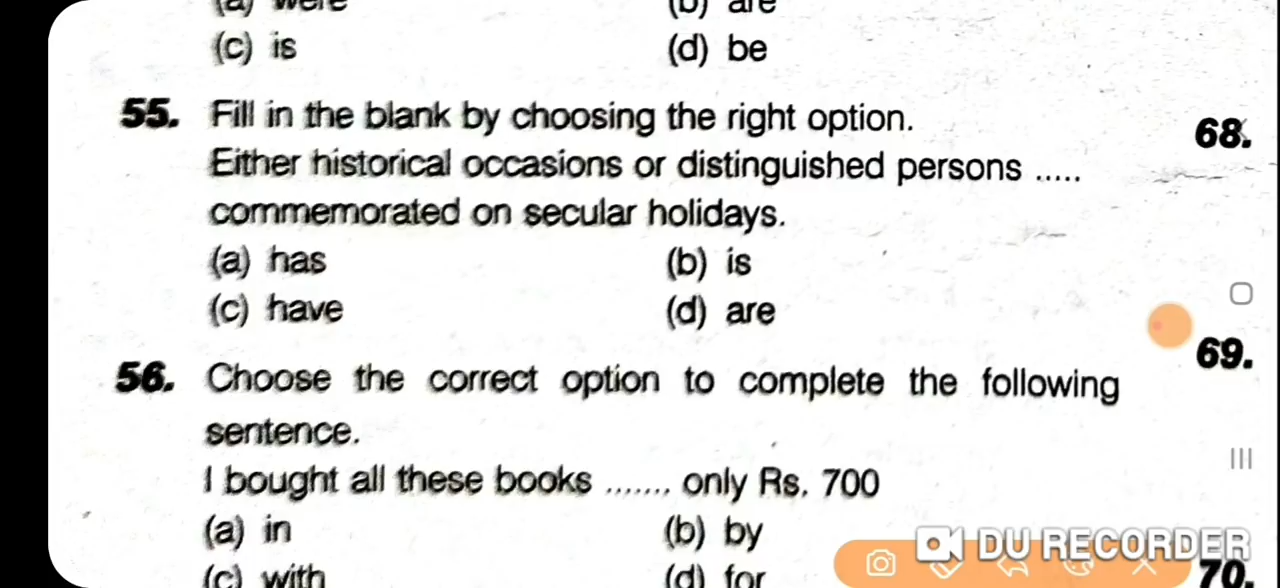 (a) were (b) are
(c) is (d) be
55. Fill in the blank by choosing the right option.
Either historical occasions or distinguished persons .....
commemorated on secular holidays.
(a) has (b) is
(c) have (d) are
56. Choose the correct option to complete the following
sentence.
I bought all these books ....... only Rs. 700
(a) in (b) by
(c) with (d) for
68.
69.
70.
DU RECORDER